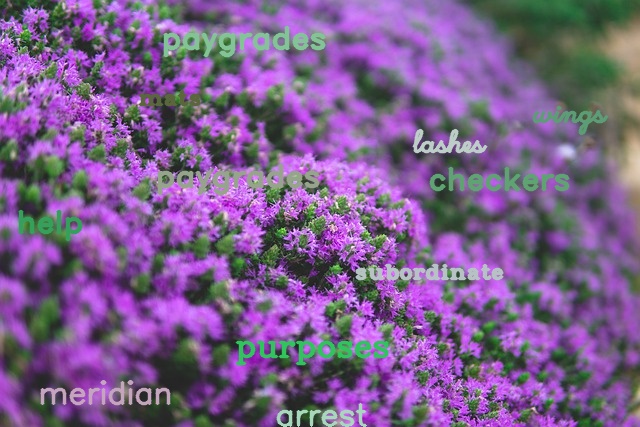 paygrades
wings
lashes
paygrades
checkers
help
subordinate
purposes
meridian
arrest